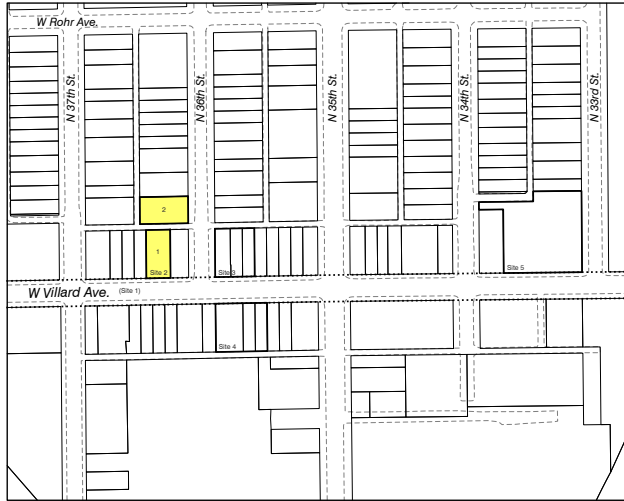 W Rohr Ave.
N 37th St.
N 36th St.
N 35th St.
N 34th St.
N 33rd St.
2
1
Site 2
Site 3
Site 5
W Villard Ave.
(Site 1)
Site 4